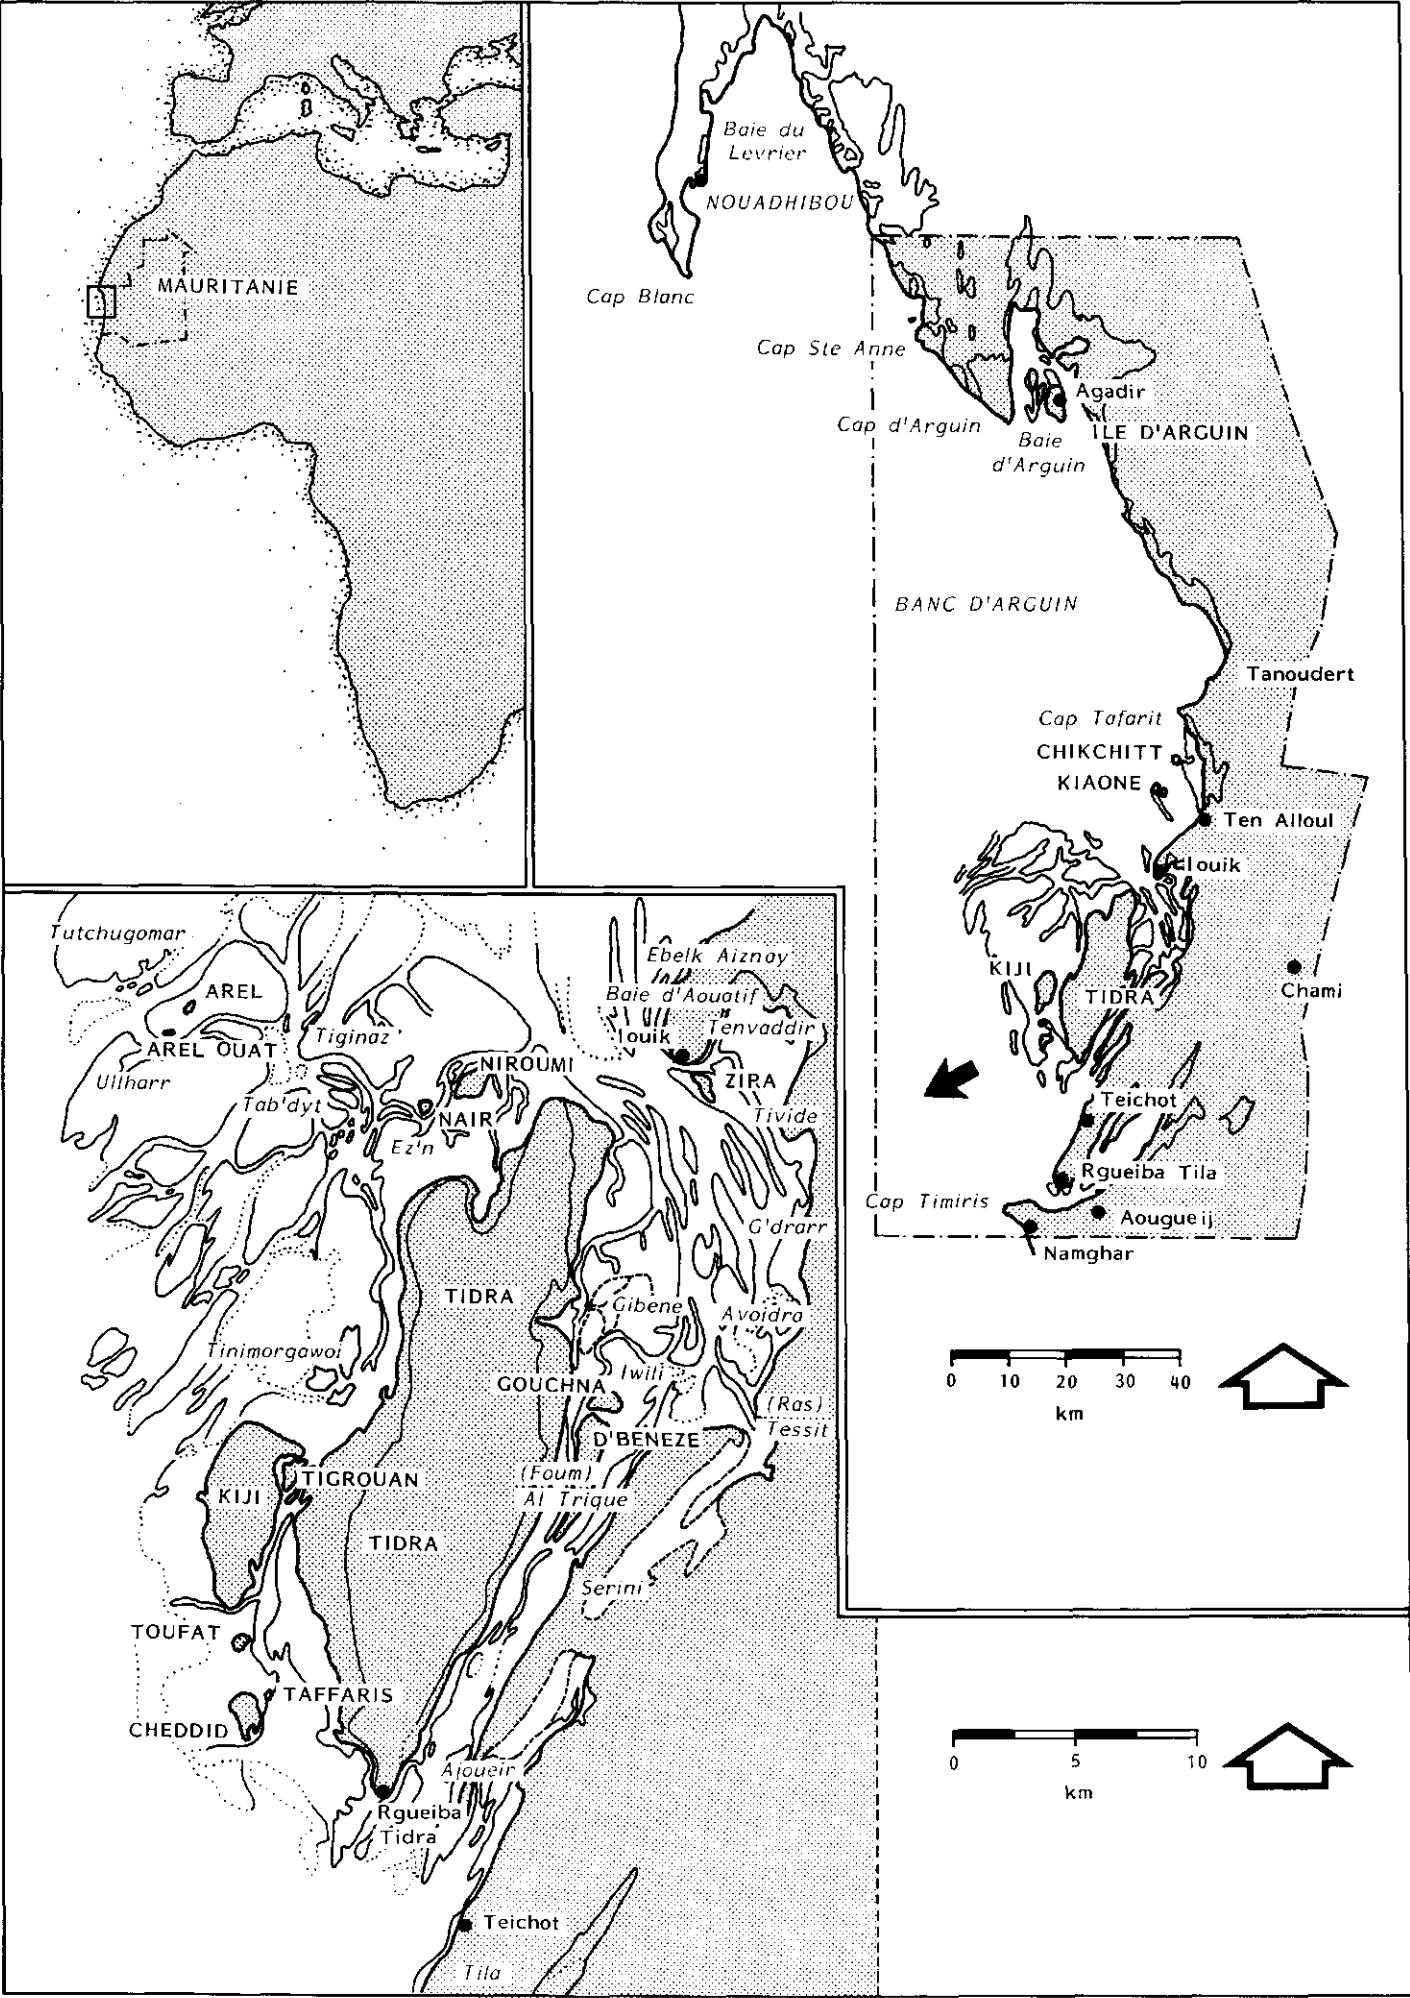 MAURITANIE
Baie du
Levrier
NOUADHIBOU
Cap Blanc
Cap Ste Anne
Agadir
Cap d'Arguin
ILE D'ARGUIN
Baie
d'Arguin
BANC D'ARGUIN
Tanoudert
Cap Tafarit
CHIKCHITT
KIAONE
Ten Alloul
Iouik
KIJI
TIDRA
Chami
Teichot
Rgueiba Tila
Cap Timiris
Aougueij
Namghar
0 10 20 30 40
km
Tutchugomar
Ebelk Aiznay
AREL
Baie d'Aouatif
Tiginaz
Iouik
Tenvaddir
AREL OUAT
NIROUMI
Ullharr
ZIRA
Tab'dyt
NAIR
Tivide
Ez'n
G'drarr
TIDRA
Gibene
Avoidra
Tinimorgawoi
GOUCHNA
Iwili
(Ras)
Tessit
D'BENEZE
TIGROUAN
(Foum)
Al Trique
KIJI
TIDRA
Serini
TOUFAT
TAFFARIS
CHEDDID
Ajoueir
Rgueiba
Tidra
Teichot
Tila
0 5 10
km